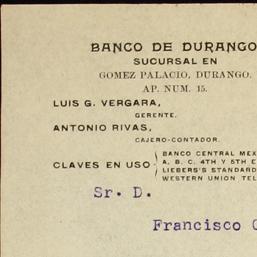 BANCO DE DURANGO
SUCURSAL EN
GOMEZ PALACIO, DURANGO.
AP. NUM. 15.
LUIS G. VERGARA,
GERENTE.
ANTONIO RIVAS,
CAJERO-CONTADOR.
CLAVES EN USO
BANCO CENTRAL MEX
A, B, C, 4TH Y 5TH E
LIEBER'S STANDARD
WESTERN UNION TEL
Sr. D.
Francisco